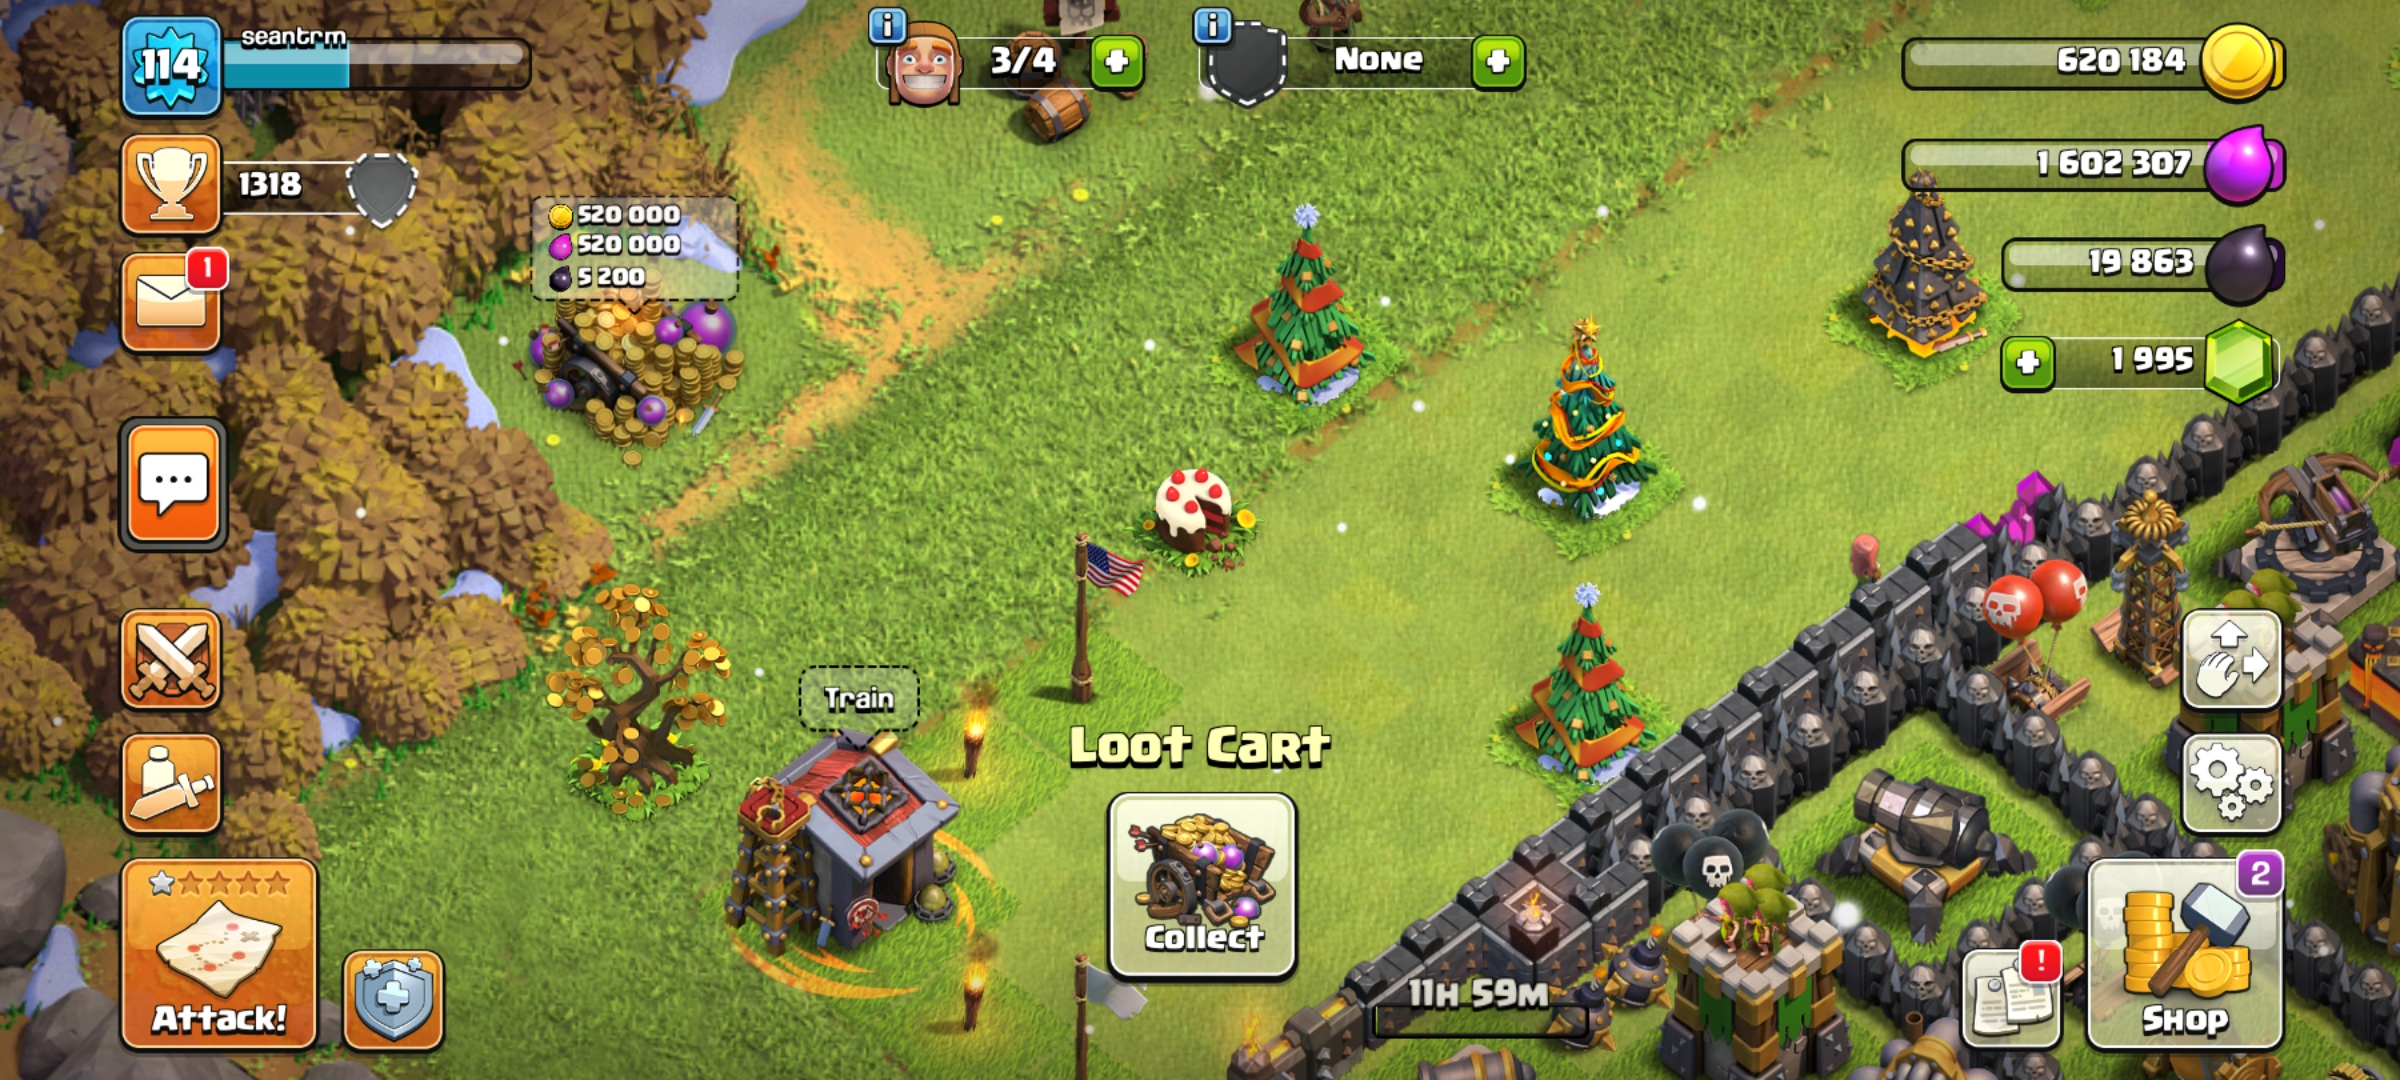 114
seantrm
i
3/4
i
None
620 184
1318
1 602 307
520 000
520 000
5 200
1
19 863
1 995
Train
Loot Cart
Collect
2
11H 59M
!
Attack!
Shop